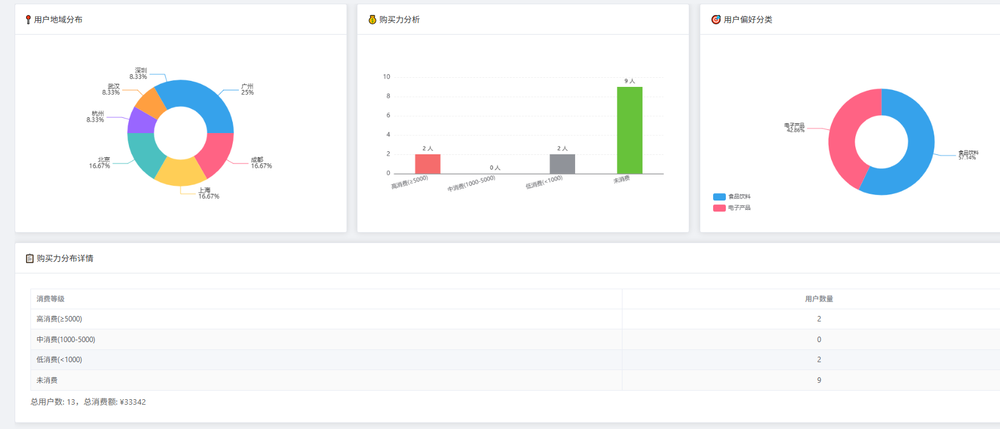 用户地域分布
深圳
8.33%
武汉
8.33%
杭州
8.33%
北京
16.67%
上海
16.67%
成都
16.67%
广州
25%
购买力分析
10
8
6
4
2
0
2 人
0 人
2 人
9 人
高消费(≥5000)
中消费(1000-5000)
低消费(<1000)
未消费
用户偏好分类
电子产品
42.86%
食品饮料
57.14%
食品饮料
电子产品
购买力分布详情
消费等级 用户数量
高消费(≥5000) 2
中消费(1000-5000) 0
低消费(<1000) 2
未消费 9
总用户数: 13，总消费额: ¥33342